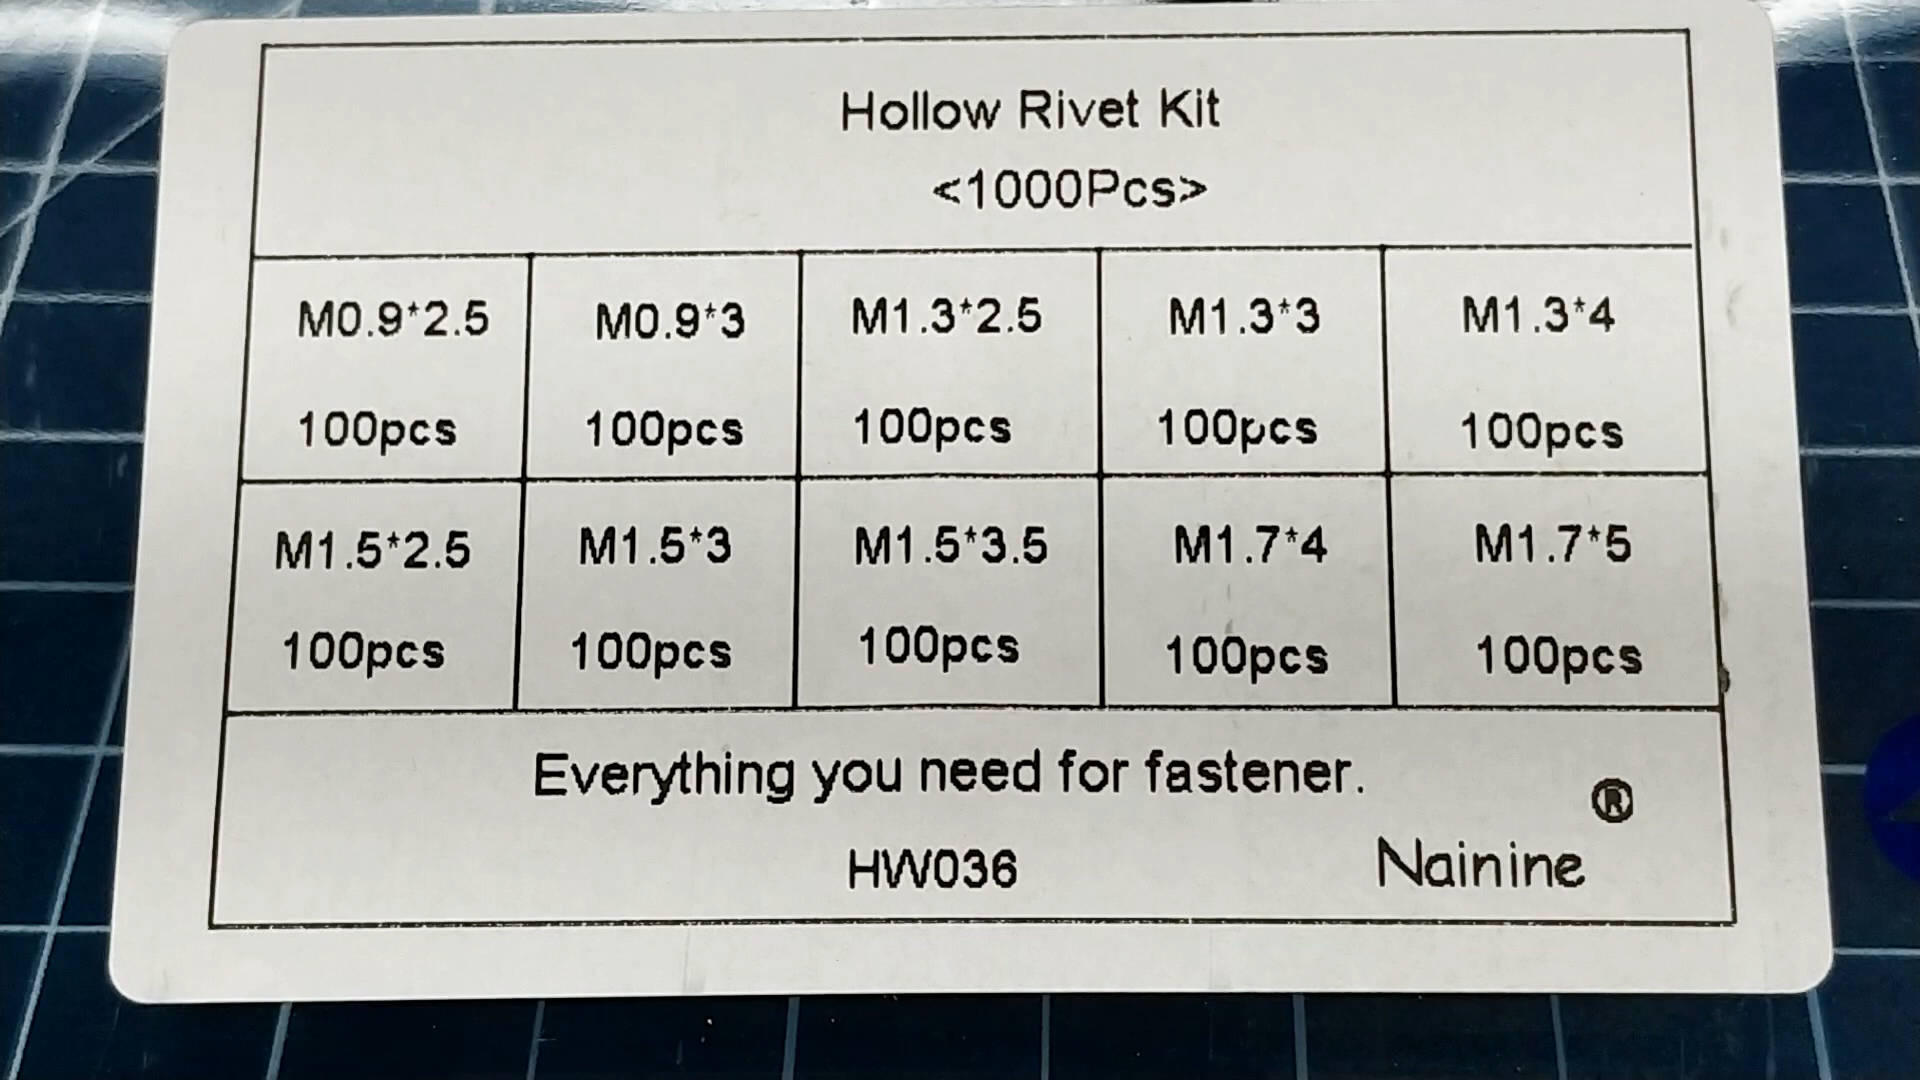 Hollow Rivet Kit
<1000Pcs>
M0.9*2.5 M0.9*3 M1.3*2.5 M1.3*3 M1.3*4
100pcs 100pcs 100pcs 100pcs 100pcs
M1.5*2.5 M1.5*3 M1.5*3.5 M1.7*4 M1.7*5
100pcs 100pcs 100pcs 100pcs 100pcs
Everything you need for fastener.
HW036 Nainine ®